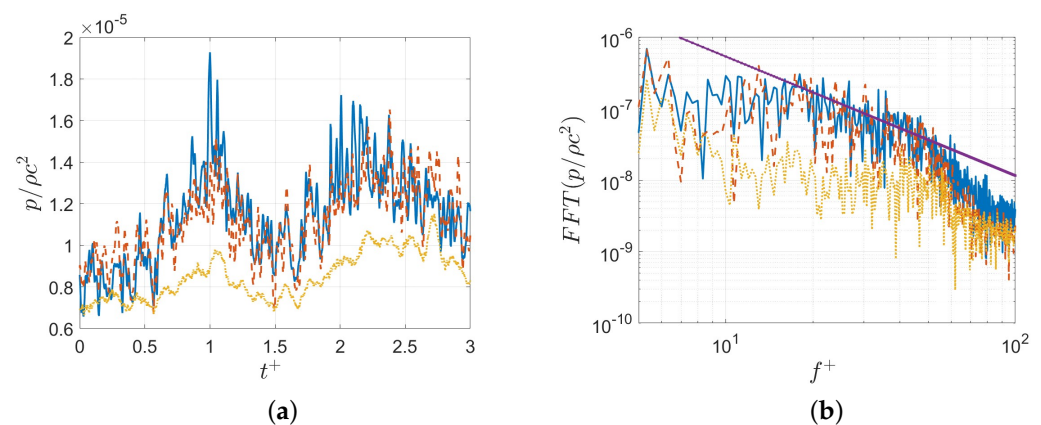 ×10⁻⁵
2
1.8
1.6
1.4
1.2
1
0.8
0.6
p/ρc²
0 0.5 1 1.5 2 2.5 3
t⁺
(a)
10⁻⁶
10⁻⁷
10⁻⁸
10⁻⁹
10⁻¹⁰
FFT(p/ρc²)
10¹ 10²
f⁺
(b)